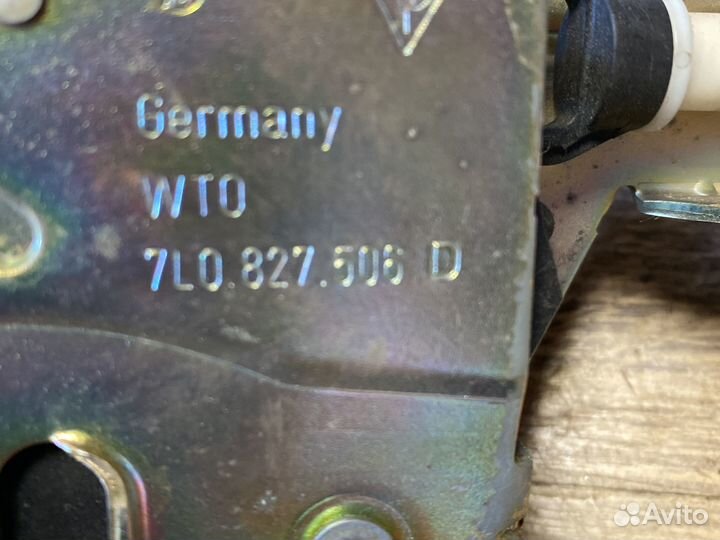 P
Germany
WTO
7L0.827.506 D
Avito